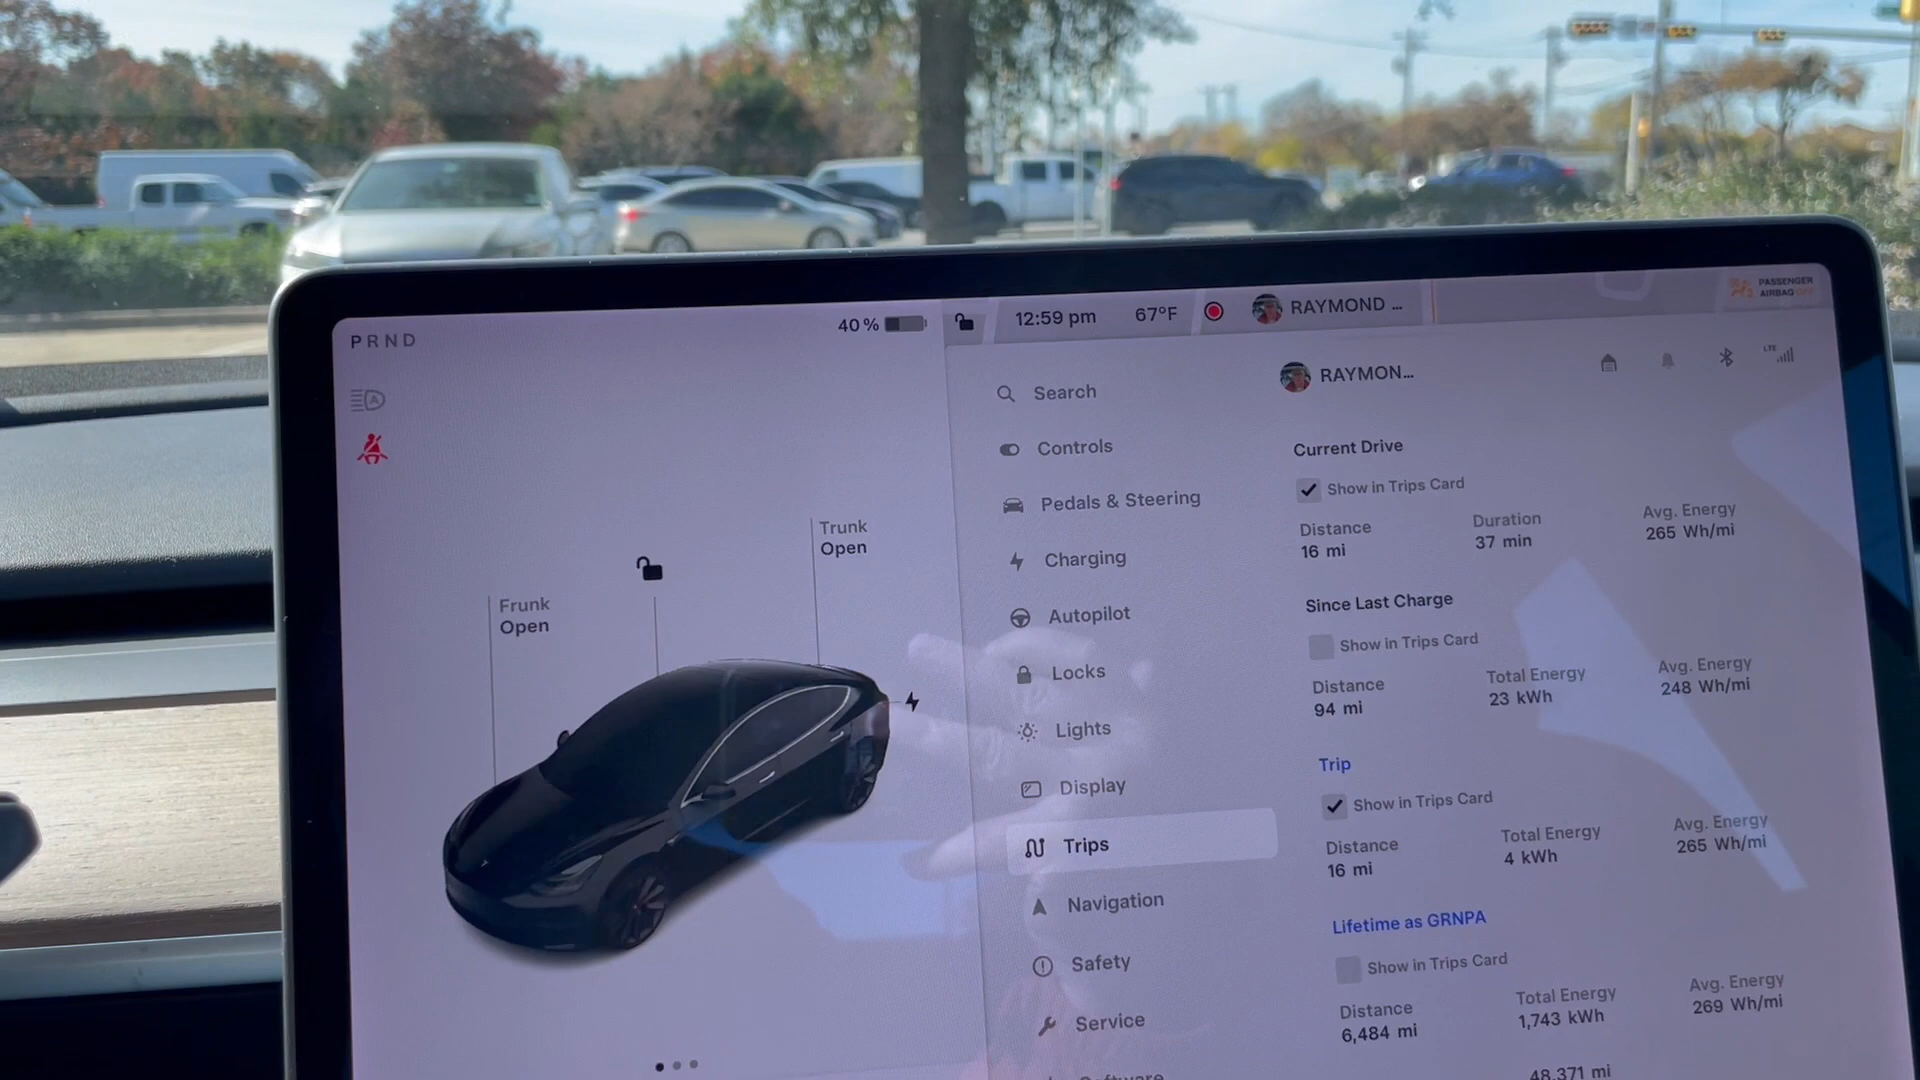 PRND
40 %
12:59 pm
67°F
RAYMOND ...
PASSENGER
AIRBAG OFF
Trunk
Open
Frunk
Open
Search
Controls
Pedals & Steering
Charging
Autopilot
Locks
Lights
Display
Trips
Navigation
Safety
Service
Software
RAYMON...
LTE
Current Drive
Show in Trips Card
Distance
16 mi
Duration
37 min
Avg. Energy
265 Wh/mi
Since Last Charge
Show in Trips Card
Distance
94 mi
Total Energy
23 kWh
Avg. Energy
248 Wh/mi
Trip
Show in Trips Card
Distance
16 mi
Total Energy
4 kWh
Avg. Energy
265 Wh/mi
Lifetime as GRNPA
Show in Trips Card
Distance
6,484 mi
Total Energy
1,743 kWh
Avg. Energy
269 Wh/mi
48,371 mi